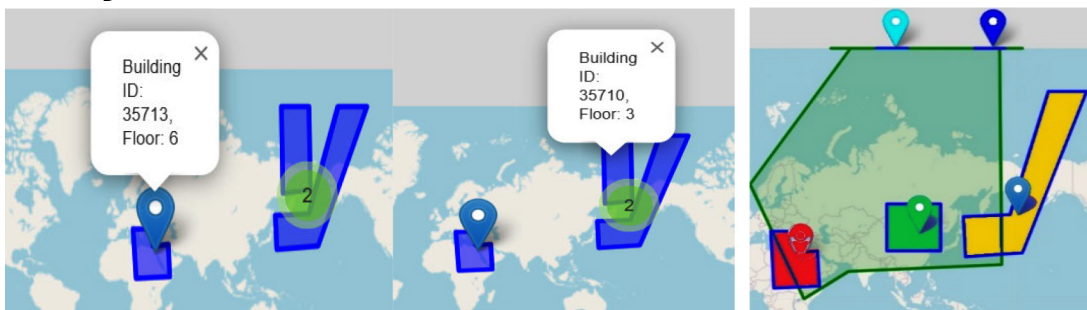 Building
ID:
35713,
Floor: 6
×
2
Building
ID:
35710,
Floor: 3
×
2